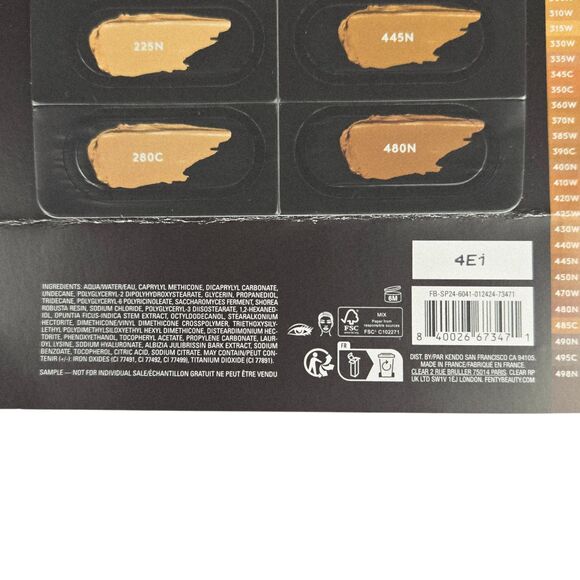 225N
445N
280C
480N
INGREDIENTS: AQUA/WATER/EAU, CAPRYLYL METHICONE, DICAPRYLYL CARBONATE,
UNDECANE, POLYGLYCERYL-2 DIPOLYHYDROXYSTEARATE, GLYCERIN, PROPANEDIOL,
TRIDECANE, POLYGLYCERYL-6 POLYRICINOLEATE, SACCHAROMYCES FERMENT, SHOREA
ROBUSTA RESIN, SODIUM CHLORIDE, POLYGLYCERYL-3 DIISOSTEARATE, 1,2-HEXANED-
IOL, OPUNTIA FICUS-INDICA STEM EXTRACT, OCTYLDODECANOL, STEARALKONIUM
HECTORITE, DIMETHICONE/VINYL DIMETHICONE CROSSPOLYMER, TRIETHOXYSILY-
LETHYL POLYDIMETHYLSILOXYETHYL HEXYL DIMETHICONE, DISTEARDIMONIUM HEC-
TORITE, PHENOXYETHANOL, TOCOPHERYL ACETATE, PROPYLENE CARBONATE, LAUR-
OYL LYSINE, SODIUM HYALURONATE, ALBIZIA JULIBRISSIN BARK EXTRACT, SODIUM
BENZOATE, TOCOPHEROL, CITRIC ACID, SODIUM CITRATE. MAY CONTAIN/PEUT CON-
TENIR (+/-): IRON OXIDES (CI 77491, CI 77492, CI 77499), TITANIUM DIOXIDE (CI 77891).
SAMPLE — NOT FOR INDIVIDUAL SALE/ÉCHANTILLON GRATUIT NE PEUT ÊTRE VENDU
6M
FSC
MIX
Paper from
responsible sources
FSC® C102271
FR
4E1
FB-SP24-6041-012424-73471
8 40026 67347 1
DIST. BY/PAR KENDO SAN FRANCISCO CA 94105.
MADE IN FRANCE/FABRIQUÉ EN FRANCE.
CLEAR 2 RUE BRULLER 75014 PARIS. CLEAR RP
UK LTD SW1V 1EJ LONDON. FENTYBEAUTY.COM
310W
315W
330W
335W
345C
350C
360W
370N
385W
390C
400N
410W
420W
425W
430W
440W
445N
450N
470W
480N
485C
490N
495C
498N